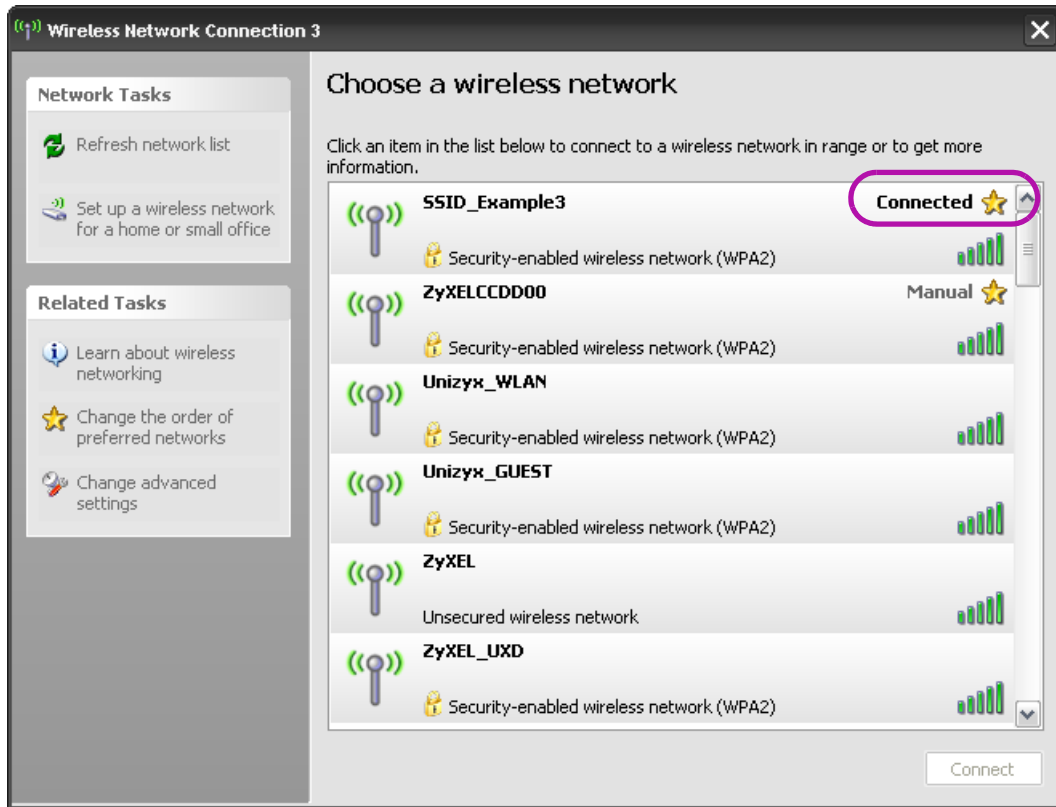 Wireless Network Connection 3
Network Tasks
Refresh network list
Set up a wireless network
for a home or small office
Related Tasks
Learn about wireless
networking
Change the order of
preferred networks
Change advanced
settings
Choose a wireless network
Click an item in the list below to connect to a wireless network in range or to get more
information.
SSID_Example3 Connected
Security-enabled wireless network (WPA2)
ZyXELCCDD00 Manual
Security-enabled wireless network (WPA2)
Unizyx_WLAN
Security-enabled wireless network (WPA2)
Unizyx_GUEST
Security-enabled wireless network (WPA2)
ZyXEL
Unsecured wireless network
ZyXEL_UXD
Security-enabled wireless network (WPA2)
Connect